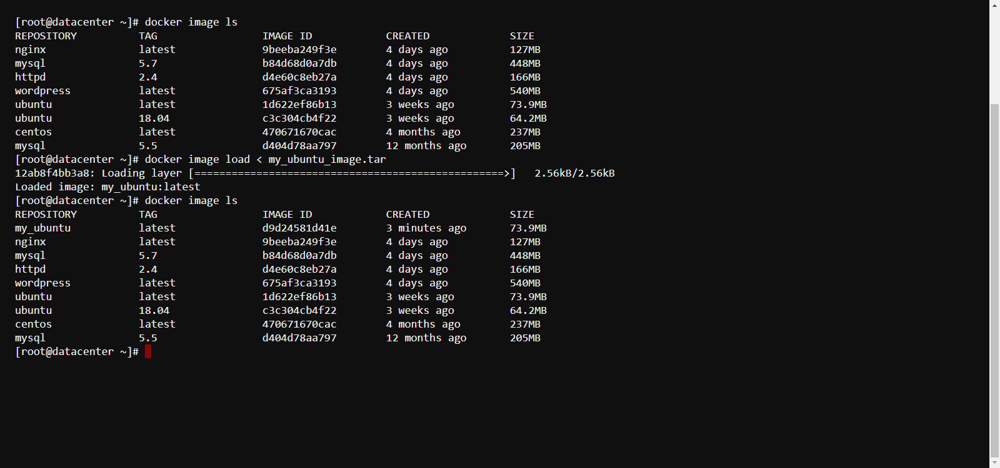 [root@datacenter ~]# docker image ls
REPOSITORY          TAG                 IMAGE ID            CREATED             SIZE
nginx               latest              9beeba249f3e        4 days ago          127MB
mysql               5.7                 b84d68d0a7db        4 days ago          448MB
httpd               2.4                 d4e60c8eb27a        4 days ago          166MB
wordpress           latest              675af3ca3193        4 days ago          540MB
ubuntu              latest              1d622ef86b13        3 weeks ago         73.9MB
ubuntu              18.04               c3c304cb4f22        3 weeks ago         64.2MB
centos              latest              470671670cac        4 months ago        237MB
mysql               5.5                 d404d78aa797        12 months ago       205MB
[root@datacenter ~]# docker image load < my_ubuntu_image.tar
12ab8f4bb3a8: Loading layer [==================================================>]   2.56kB/2.56kB
Loaded image: my_ubuntu:latest
[root@datacenter ~]# docker image ls
REPOSITORY          TAG                 IMAGE ID            CREATED             SIZE
my_ubuntu           latest              d9d24581d41e        3 minutes ago       73.9MB
nginx               latest              9beeba249f3e        4 days ago          127MB
mysql               5.7                 b84d68d0a7db        4 days ago          448MB
httpd               2.4                 d4e60c8eb27a        4 days ago          166MB
wordpress           latest              675af3ca3193        4 days ago          540MB
ubuntu              latest              1d622ef86b13        3 weeks ago         73.9MB
ubuntu              18.04               c3c304cb4f22        3 weeks ago         64.2MB
centos              latest              470671670cac        4 months ago        237MB
mysql               5.5                 d404d78aa797        12 months ago       205MB
[root@datacenter ~]#